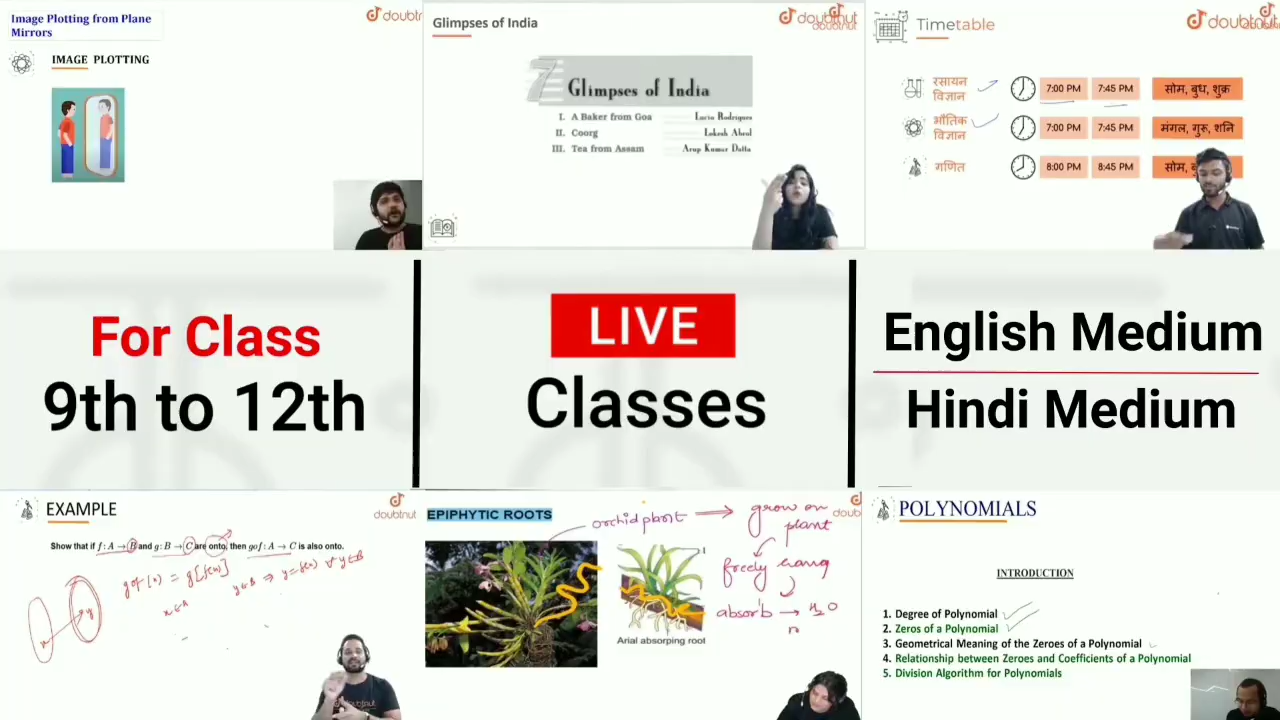 Image Plotting from Plane
Mirrors
doubtn
IMAGE PLOTTING
Glimpses of India
doubtnut
doubtnut
7 Glimpses of India
I. A Baker from Goa Lucio Rodrigues
II. Coorg Lokesh Abrol
III. Tea from Assam Arup Kumar Datta
Timetable
doubtnut
रसायन
विज्ञान
7:00 PM 7:45 PM सोम, बुध, शुक्र
भौतिक
विज्ञान
7:00 PM 7:45 PM मंगल, गुरु, शनि
गणित 8:00 PM 8:45 PM सोम,
For Class
9th to 12th
LIVE
Classes
English Medium
Hindi Medium
EXAMPLE
doubtnut
Show that if f : A → B and g : B → C are onto, then gof : A → C is also onto.
gof(x) = g[f(x)]
x ∈ A
y ∈ B ⇒ y = f(x) ∀ y ∈ B
x y
doubtnut
EPIPHYTIC ROOTS
doub
orchid plant → grow on
plant
freely hang
absorb → H2O
Arial absorping root
POLYNOMIALS
INTRODUCTION
1. Degree of Polynomial
2. Zeros of a Polynomial
3. Geometrical Meaning of the Zeroes of a Polynomial
4. Relationship between Zeroes and Coefficients of a Polynomial
5. Division Algorithm for Polynomials